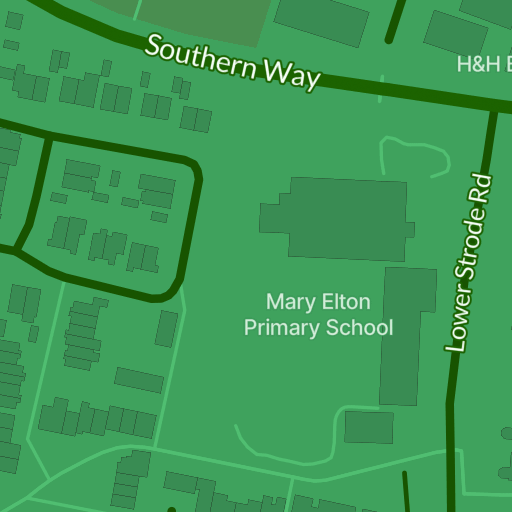 Southern Way
H&H E
Lower Strode Rd
Mary Elton
Primary School